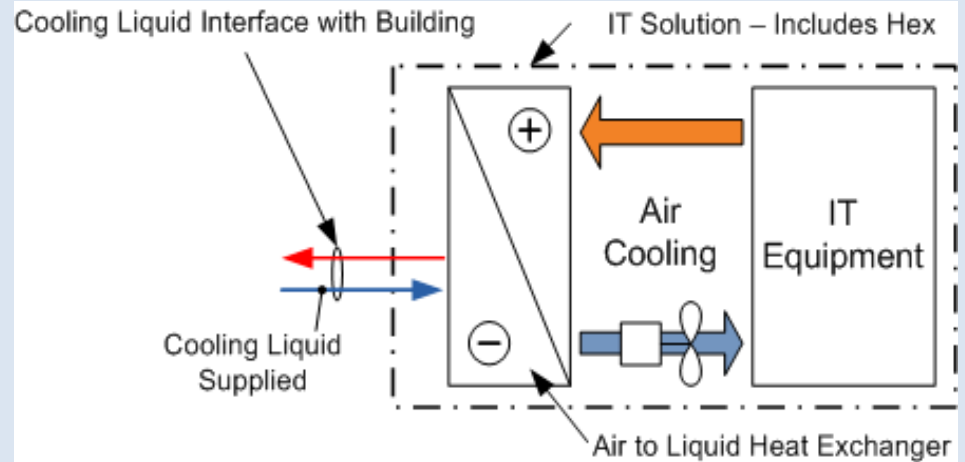 Cooling Liquid Interface with Building
IT Solution – Includes Hex
+
Air
Cooling
IT
Equipment
Cooling Liquid
Supplied
−
Air to Liquid Heat Exchanger